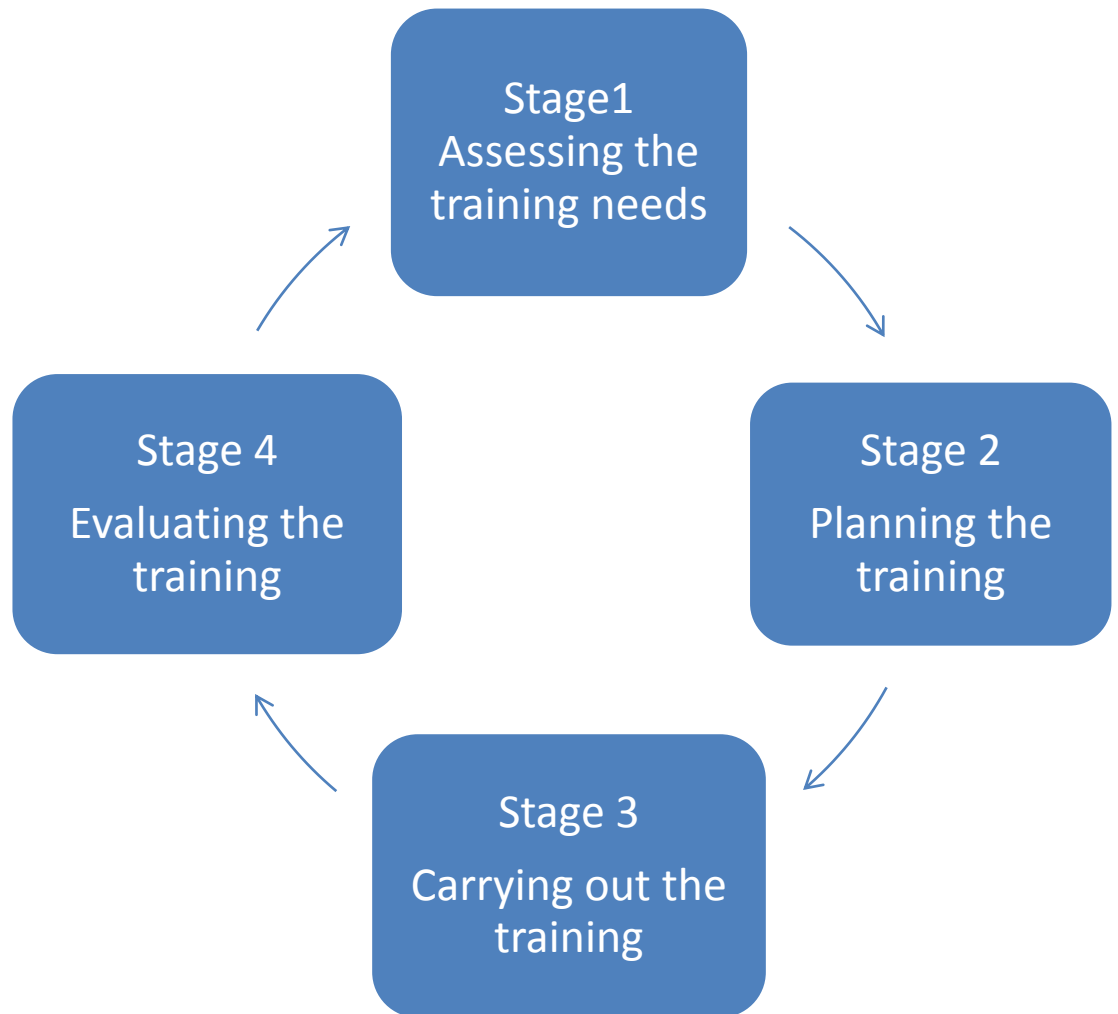 Stage1
Assessing the
training needs
Stage 2
Planning the
training
Stage 3
Carrying out the
training
Stage 4
Evaluating the
training